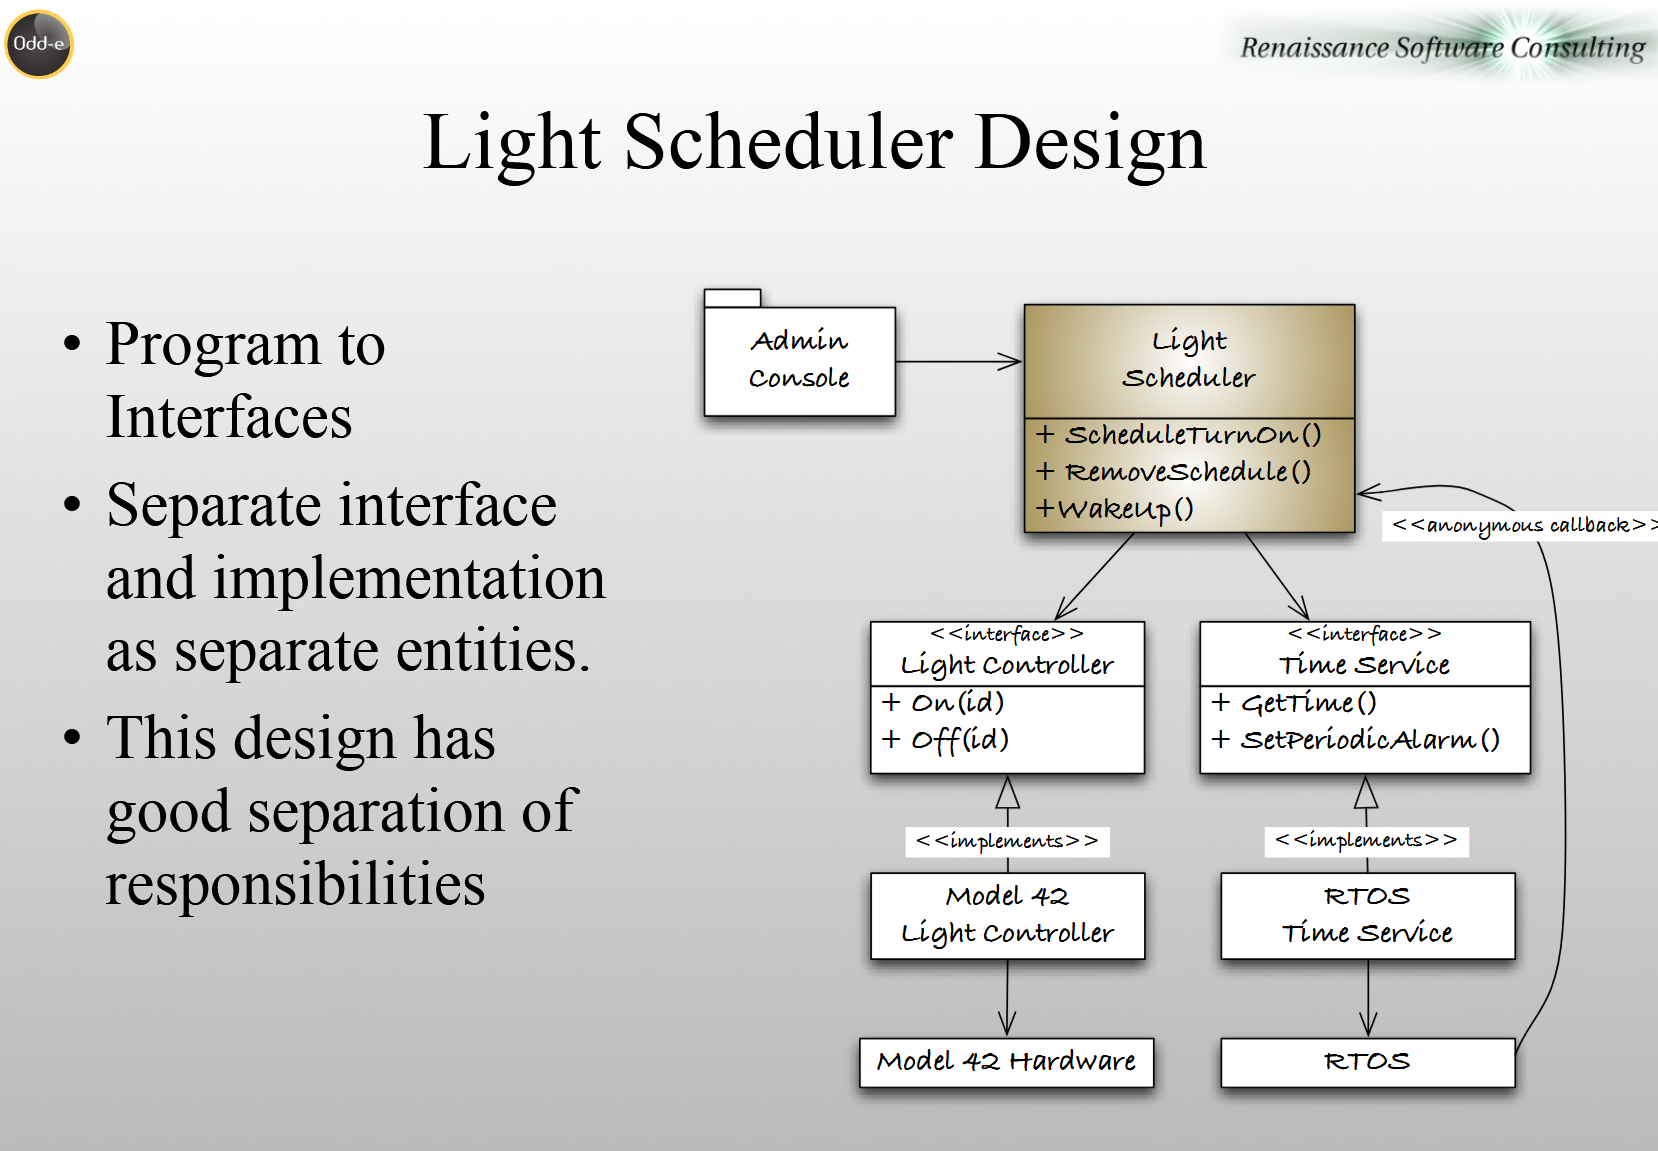 Odd-e
Renaissance Software Consulting
Light Scheduler Design
• Program to
Interfaces
• Separate interface
and implementation
as separate entities.
• This design has
good separation of
responsibilities
Admin
Console
Light
Scheduler
+ ScheduleTurnOn()
+ RemoveSchedule()
+WakeUp()
<<anonymous callback>>
<<interface>>
Light Controller
+ On(id)
+ Off(id)
<<interface>>
Time Service
+ GetTime()
+ SetPeriodicAlarm()
<<implements>>
<<implements>>
Model 42
Light Controller
RTOS
Time Service
Model 42 Hardware
RTOS